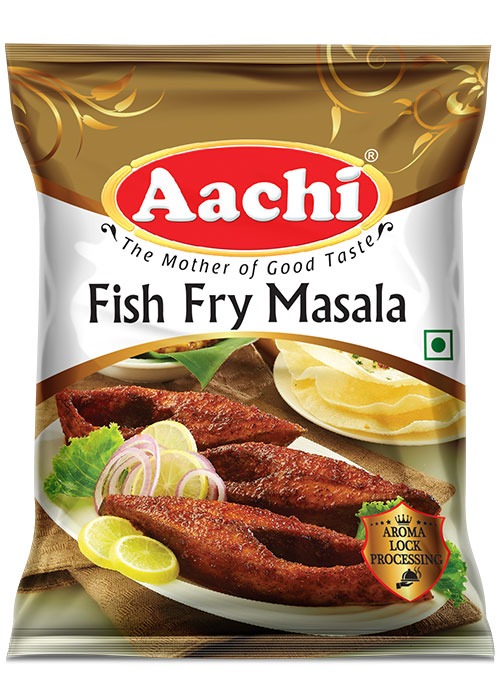 Aachi®
The Mother of Good Taste
Fish Fry Masala
AROMA
LOCK
PROCESSING